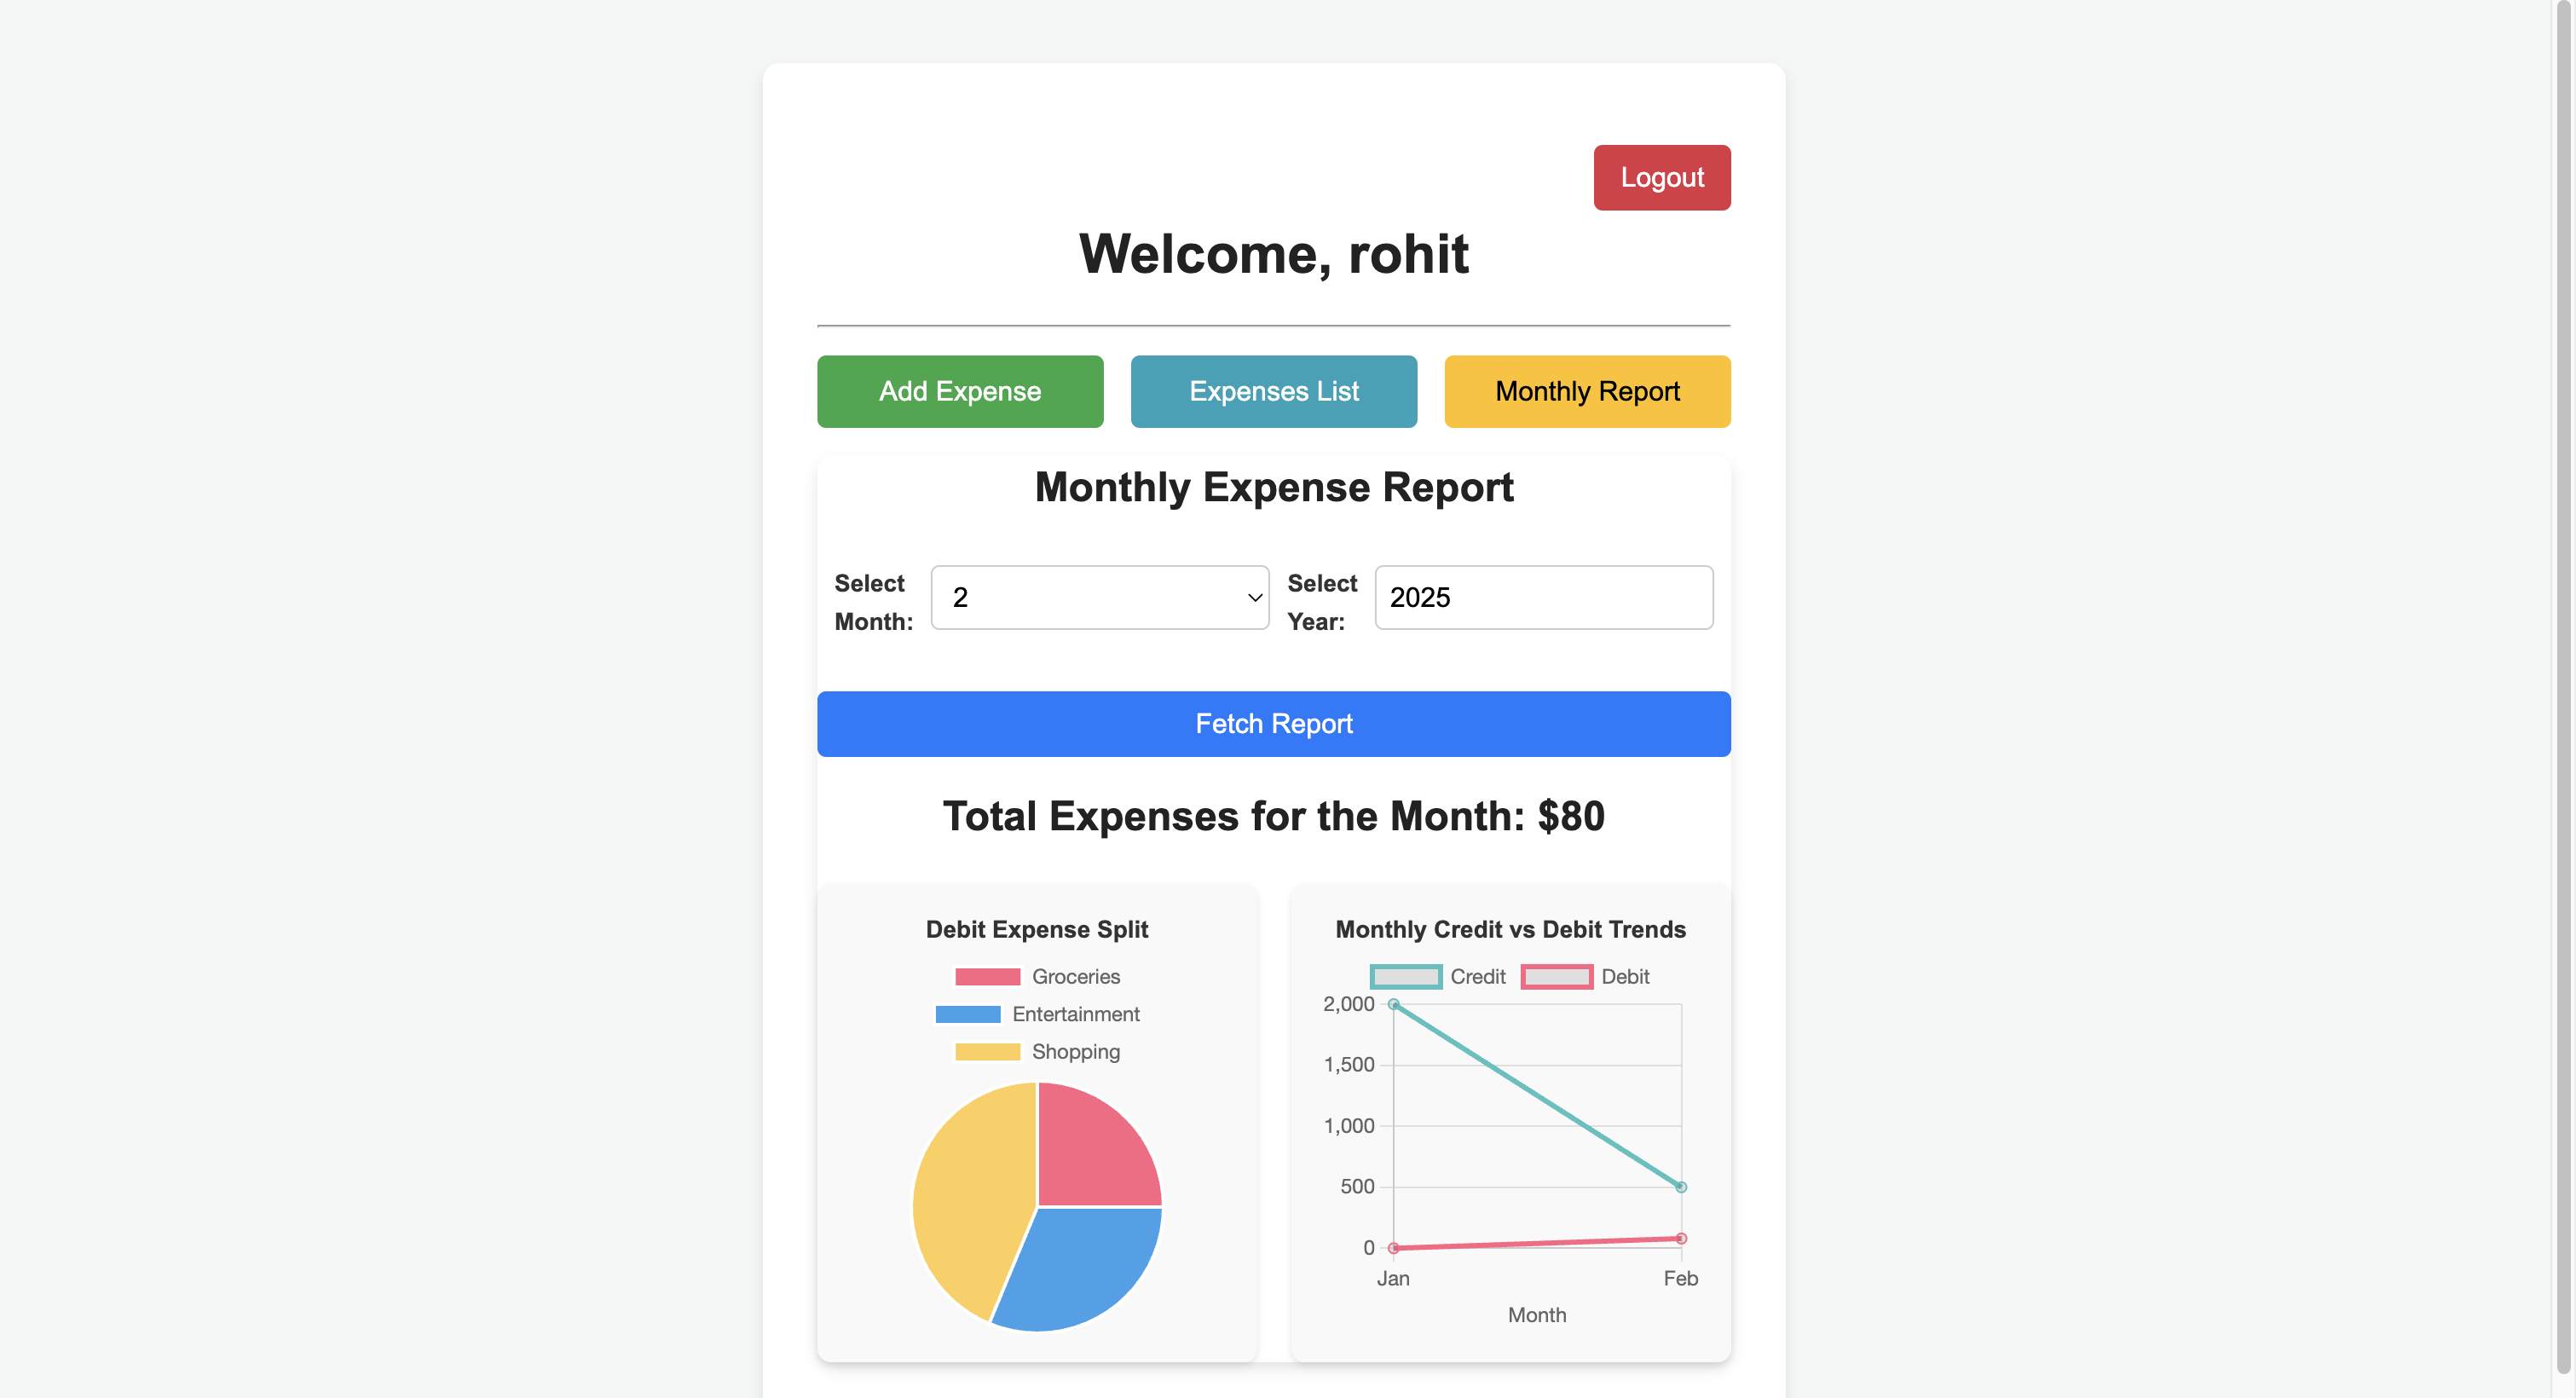 Logout
Welcome, rohit
Add Expense
Expenses List
Monthly Report
Monthly Expense Report
Select
Month:
2
Select
Year:
2025
Fetch Report
Total Expenses for the Month: $80
Debit Expense Split
Groceries
Entertainment
Shopping
Monthly Credit vs Debit Trends
Credit
Debit
2,000
1,500
1,000
500
0
Jan
Feb
Month